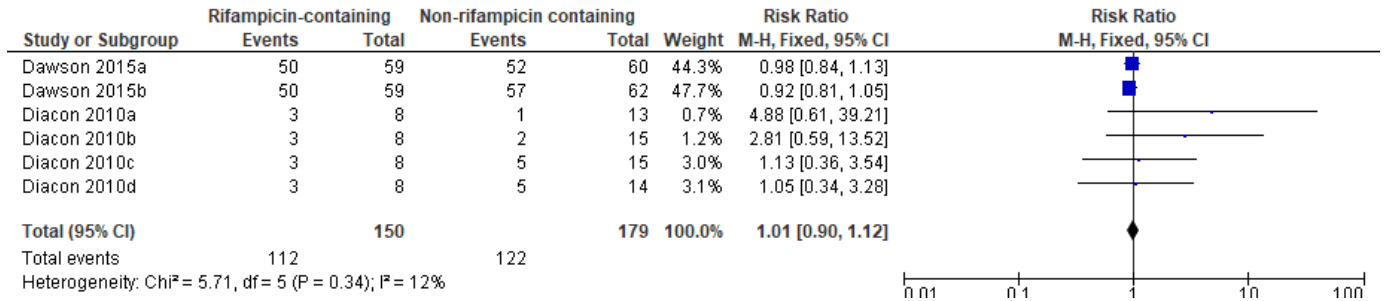 Rifampicin-containing Non-rifampicin containing Risk Ratio Risk Ratio
Study or Subgroup Events Total Events Total Weight M-H, Fixed, 95% CI M-H, Fixed, 95% CI
Dawson 2015a 50 59 52 60 44.3% 0.98 [0.84, 1.13]
Dawson 2015b 50 59 57 62 47.7% 0.92 [0.81, 1.05]
Diacon 2010a 3 8 1 13 0.7% 4.88 [0.61, 39.21]
Diacon 2010b 3 8 2 15 1.2% 2.81 [0.59, 13.52]
Diacon 2010c 3 8 5 15 3.0% 1.13 [0.36, 3.54]
Diacon 2010d 3 8 5 14 3.1% 1.05 [0.34, 3.28]
Total (95% CI) 150 179 100.0% 1.01 [0.90, 1.12]
Total events 112 122
Heterogeneity: Chi² = 5.71, df = 5 (P = 0.34); I² = 12%
0.01 0.1 1 10 100